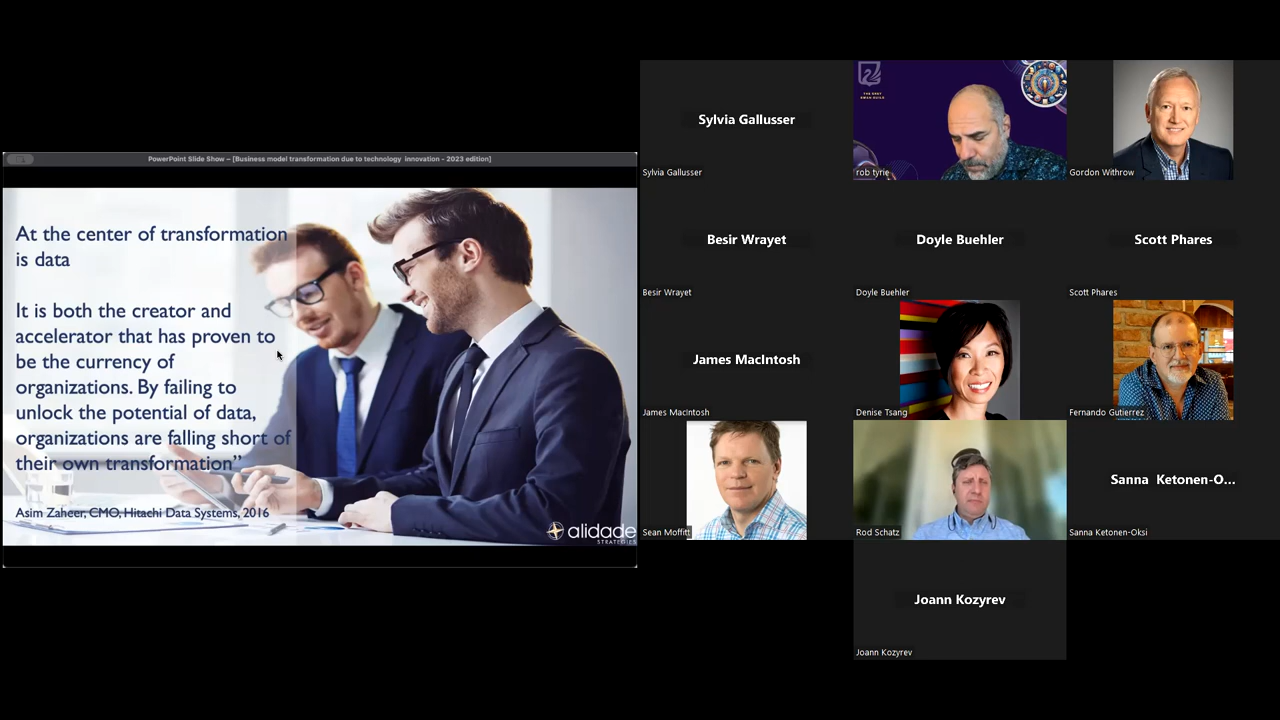 PowerPoint Slide Show – [Business model transformation due to technology innovation - 2023 edition]
At the center of transformation
is data
It is both the creator and
accelerator that has proven to
be the currency of
organizations. By failing to
unlock the potential of data,
organizations are falling short of
their own transformation”
Asim Zaheer, CMO, Hitachi Data Systems, 2016
alidade
STRATEGIES
Sylvia Gallusser
Sylvia Gallusser
rob tyrie
Gordon Withrow
Besir Wrayet
Besir Wrayet
Doyle Buehler
Doyle Buehler
Scott Phares
Scott Phares
James MacIntosh
James MacIntosh
Denise Tsang
Fernando Gutierrez
Sean Moffitt
Rod Schatz
Sanna Ketonen-O...
Sanna Ketonen-Oksi
Joann Kozyrev
Joann Kozyrev